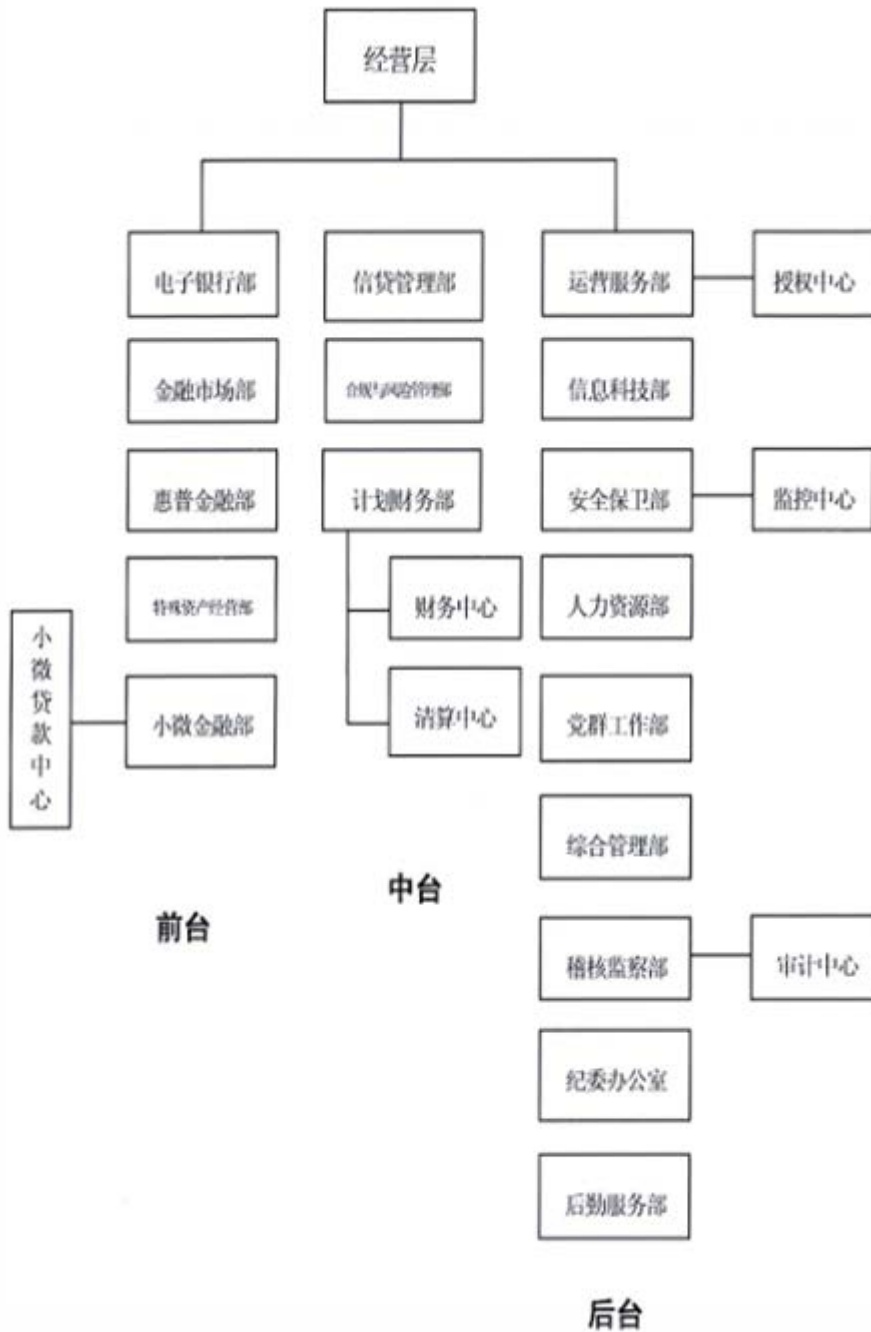 经营层
电子银行部
信贷管理部
运营服务部
授权中心
金融市场部
合规与风险管理部
信息科技部
惠普金融部
计划财务部
安全保卫部
监控中心
特殊资产经营部
财务中心
人力资源部
小微贷款中心
小微金融部
清算中心
党群工作部
综合管理部
中台
前台
稽核监察部
审计中心
纪委办公室
后勤服务部
后台